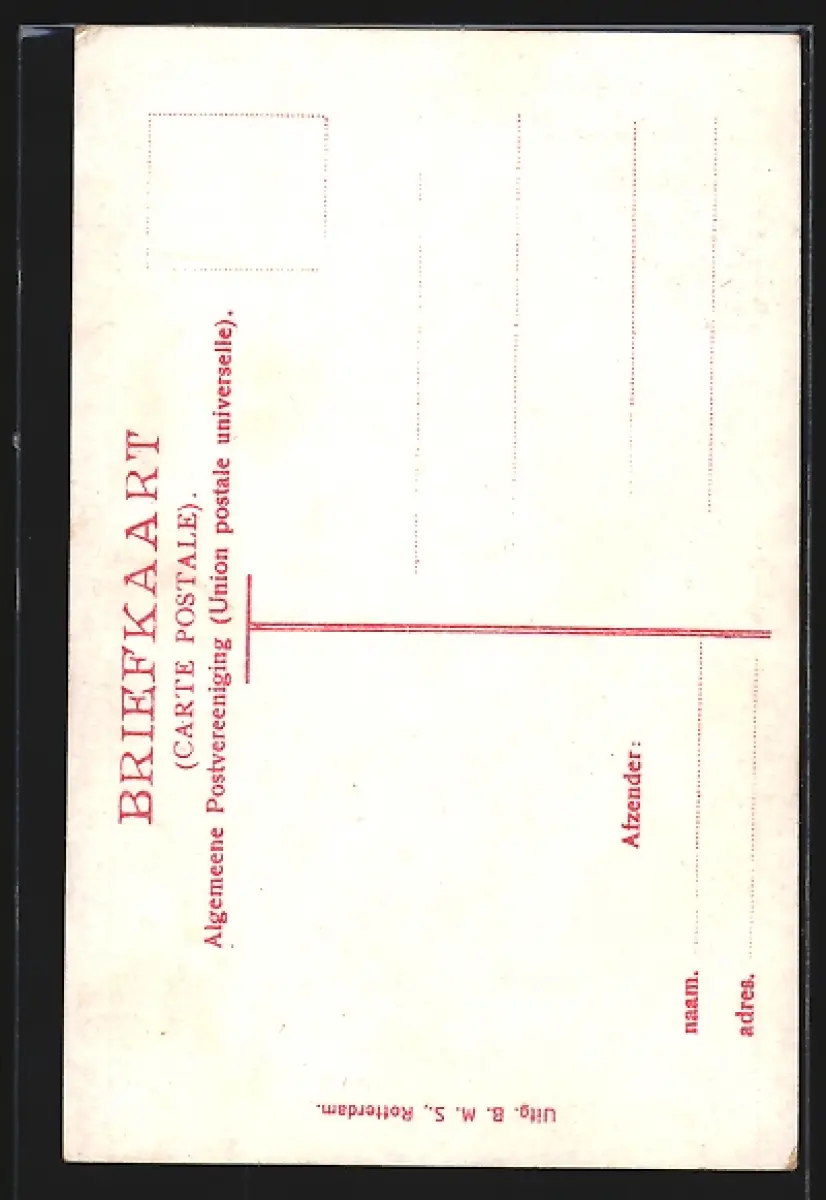 BRIEFKAART
(CARTE POSTALE).
Algemeene Postvereeniging (Union postale universelle).
Afzender:
naam.
adres.
Uitg. B. M. S., Rotterdam.